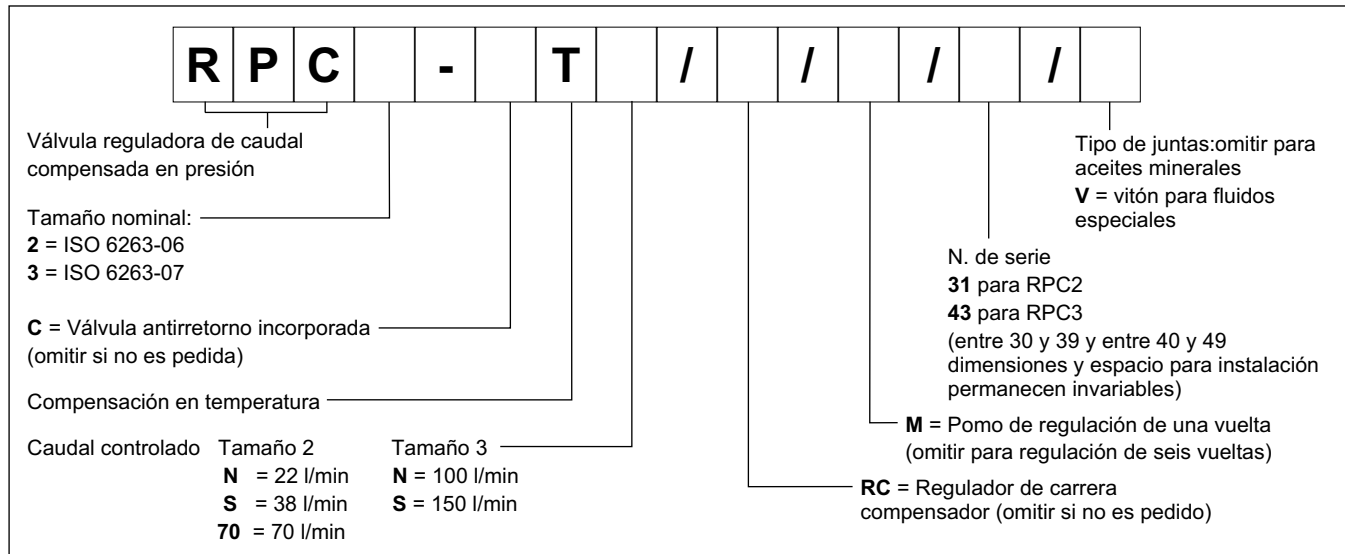 R P C - T / / / /
Válvula reguladora de caudal
compensada en presión
Tamaño nominal:
2 = ISO 6263-06
3 = ISO 6263-07
C = Válvula antirretorno incorporada
(omitir si no es pedida)
Compensación en temperatura
Caudal controlado Tamaño 2 Tamaño 3
N = 22 l/min N = 100 l/min
S = 38 l/min S = 150 l/min
70 = 70 l/min
Tipo de juntas:omitir para
aceites minerales
V = vitón para fluidos
especiales
N. de serie
31 para RPC2
43 para RPC3
(entre 30 y 39 y entre 40 y 49
dimensiones y espacio para instalación
permanecen invariables)
M = Pomo de regulación de una vuelta
(omitir para regulación de seis vueltas)
RC = Regulador de carrera
compensador (omitir si no es pedido)